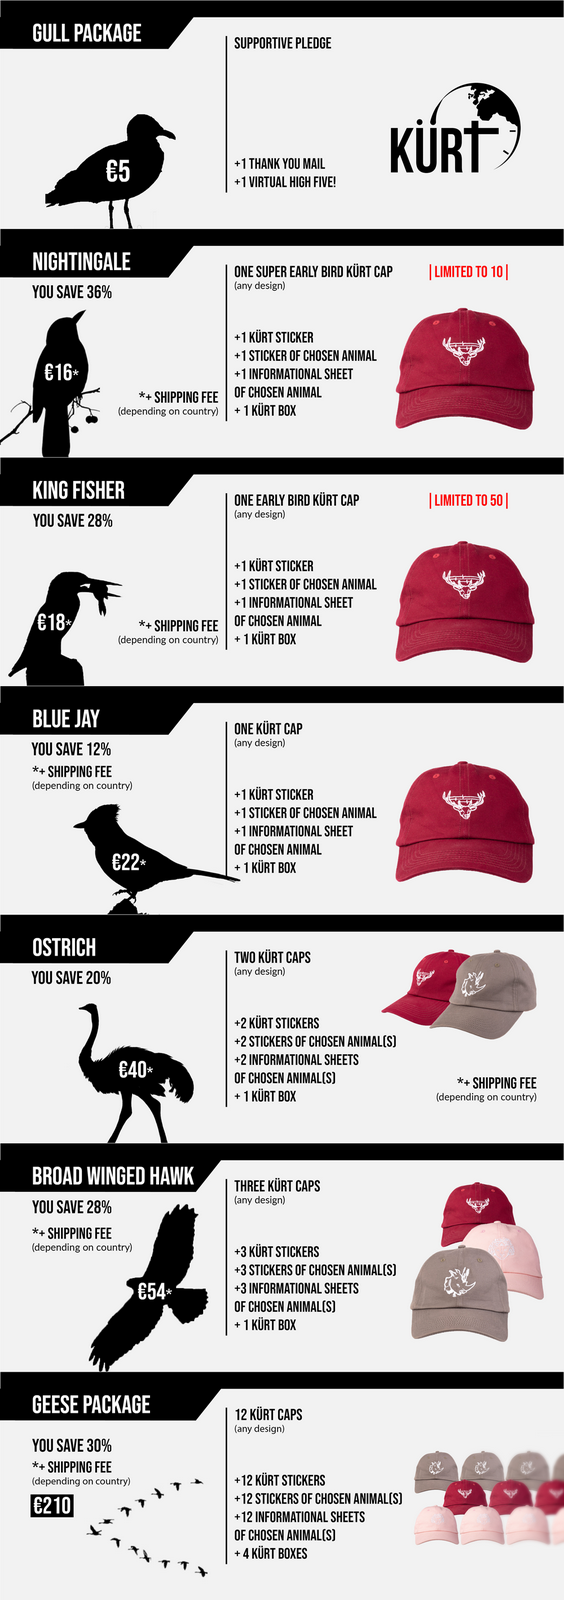 GULL PACKAGE
SUPPORTIVE PLEDGE
€5
+1 THANK YOU MAIL
+1 VIRTUAL HIGH FIVE!
KÜRT
NIGHTINGALE
YOU SAVE 36%
€16*
*+ SHIPPING FEE
(depending on country)
ONE SUPER EARLY BIRD KÜRT CAP
(any design)
|LIMITED TO 10|
+1 KÜRT STICKER
+1 STICKER OF CHOSEN ANIMAL
+1 INFORMATIONAL SHEET
OF CHOSEN ANIMAL
+ 1 KÜRT BOX
KING FISHER
YOU SAVE 28%
€18*
*+ SHIPPING FEE
(depending on country)
ONE EARLY BIRD KÜRT CAP
(any design)
|LIMITED TO 50|
+1 KÜRT STICKER
+1 STICKER OF CHOSEN ANIMAL
+1 INFORMATIONAL SHEET
OF CHOSEN ANIMAL
+ 1 KÜRT BOX
BLUE JAY
YOU SAVE 12%
*+ SHIPPING FEE
(depending on country)
€22*
ONE KÜRT CAP
(any design)
+1 KÜRT STICKER
+1 STICKER OF CHOSEN ANIMAL
+1 INFORMATIONAL SHEET
OF CHOSEN ANIMAL
+ 1 KÜRT BOX
OSTRICH
YOU SAVE 20%
€40*
TWO KÜRT CAPS
(any design)
+2 KÜRT STICKERS
+2 STICKERS OF CHOSEN ANIMAL(S)
+2 INFORMATIONAL SHEETS
OF CHOSEN ANIMAL(S)
+ 1 KÜRT BOX
*+ SHIPPING FEE
(depending on country)
BROAD WINGED HAWK
YOU SAVE 28%
*+ SHIPPING FEE
(depending on country)
€54*
THREE KÜRT CAPS
(any design)
+3 KÜRT STICKERS
+3 STICKERS OF CHOSEN ANIMAL(S)
+3 INFORMATIONAL SHEETS
OF CHOSEN ANIMAL(S)
+ 1 KÜRT BOX
GEESE PACKAGE
YOU SAVE 30%
*+ SHIPPING FEE
(depending on country)
€210
12 KÜRT CAPS
(any design)
+12 KÜRT STICKERS
+12 STICKERS OF CHOSEN ANIMAL(S)
+12 INFORMATIONAL SHEETS
OF CHOSEN ANIMAL(S)
+ 4 KÜRT BOXES